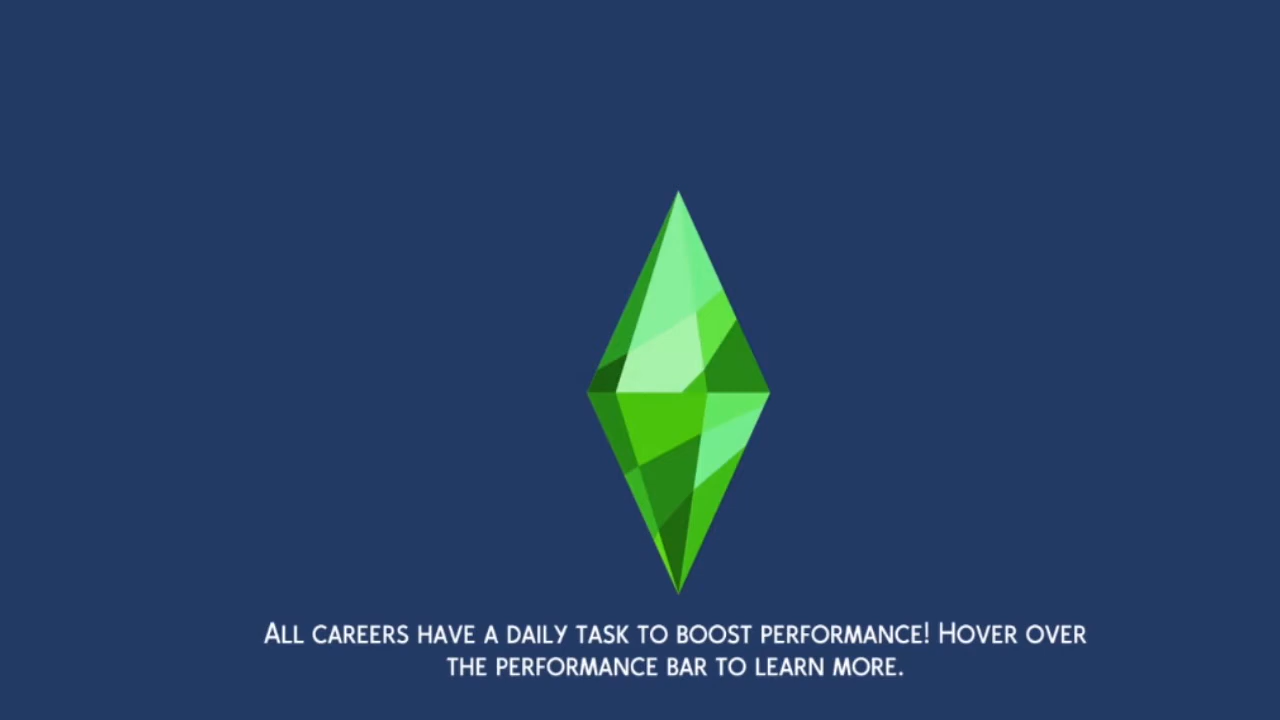 All careers have a daily task to boost performance! Hover over
the performance bar to learn more.